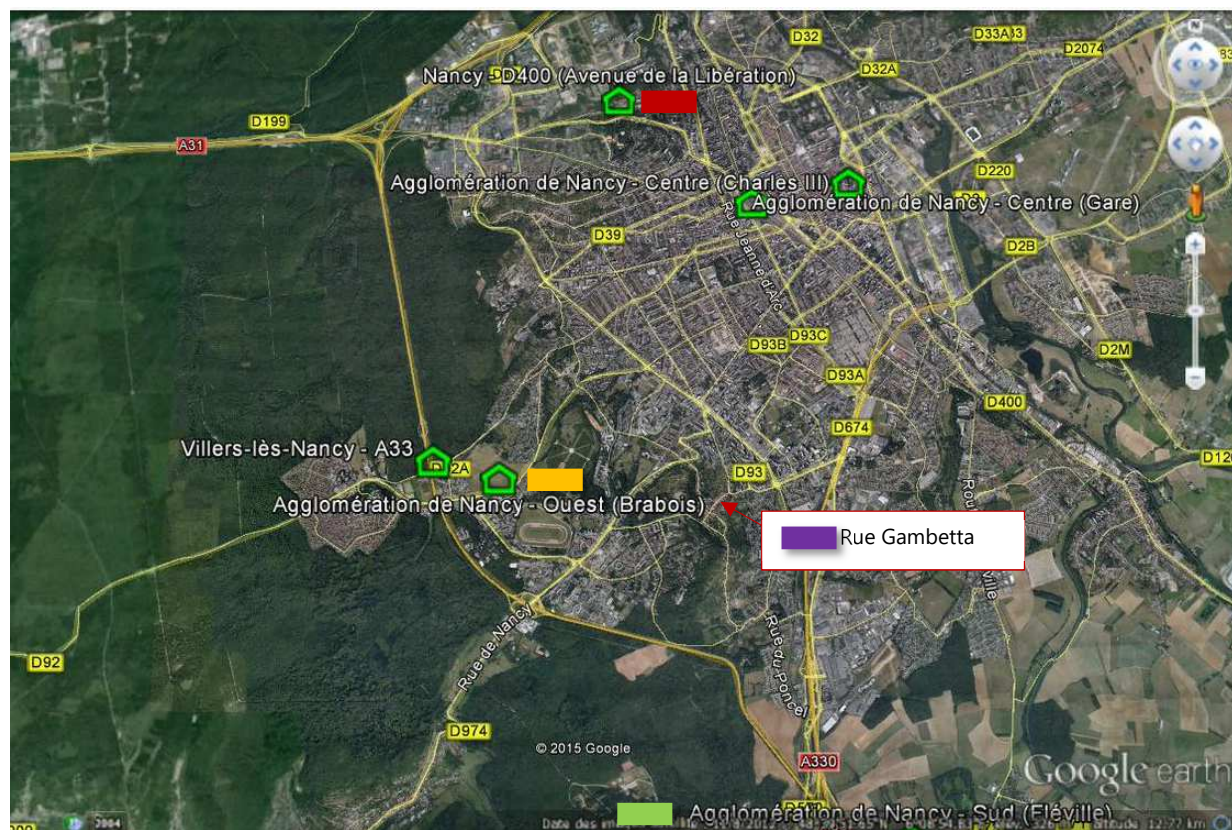 D32
D33A
D2074
D32A
Nancy - D400 (Avenue de la Libération)
D199
A31
D220
Agglomération de Nancy - Centre (Charles III)
Agglomération de Nancy - Centre (Gare)
D39
D2B
Rue Jeanne d'Arc
D93C
D93B
D2M
D93A
D400
D674
Villers-lès-Nancy - A33
D93
Agglomération de Nancy - Ouest (Brabois)
Rue Gambetta
Rue de Nancy
Rue du Poncel
D92
D974
© 2015 Google
A330
Google earth
2004
Agglomération de Nancy - Sud (Fléville)